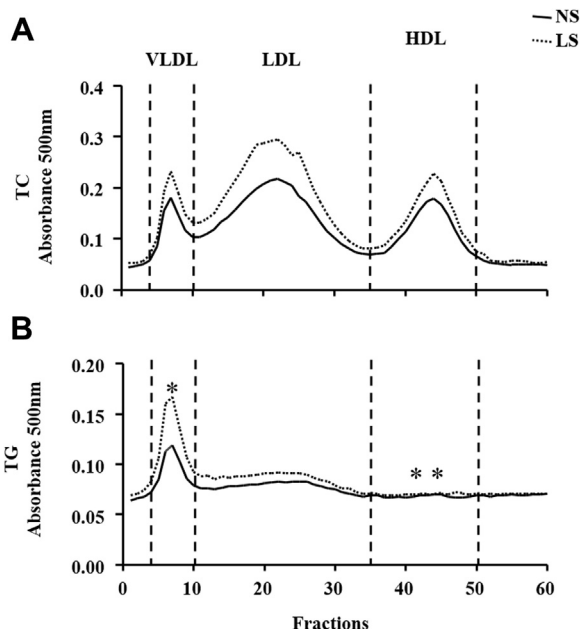 A
NS
LS
VLDL
LDL
HDL
TC
Absorbance 500nm
0.4
0.3
0.2
0.1
0.0
B
TG
Absorbance 500nm
0.20
0.15
0.10
0.05
0.00
*
* *
0 10 20 30 40 50 60
Fractions